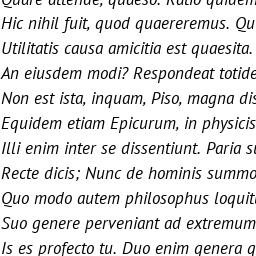 Quare attende, quaeso. Ratio quidem
Hic nihil fuit, quod quaereremus. Qu
Utilitatis causa amicitia est quaesita.
An eiusdem modi? Respondeat totide
Non est ista, inquam, Piso, magna dis
Equidem etiam Epicurum, in physicis
Illi enim inter se dissentiunt. Paria su
Recte dicis; Nunc de hominis summo
Quo modo autem philosophus loquitu
Suo genere perveniant ad extremum
Is es profecto tu. Duo enim genera q